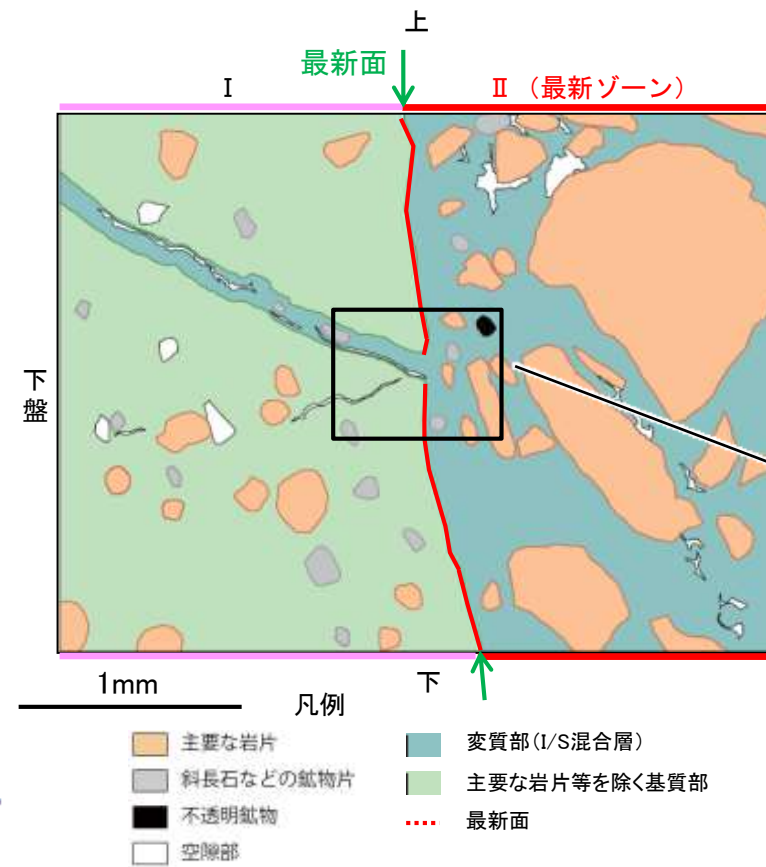 上
最新面
Ⅰ
Ⅱ（最新ゾーン）
下盤
1mm
下
凡例
主要な岩片
斜長石などの鉱物片
不透明鉱物
空隙部
変質部(I/S混合層)
主要な岩片等を除く基質部
最新面